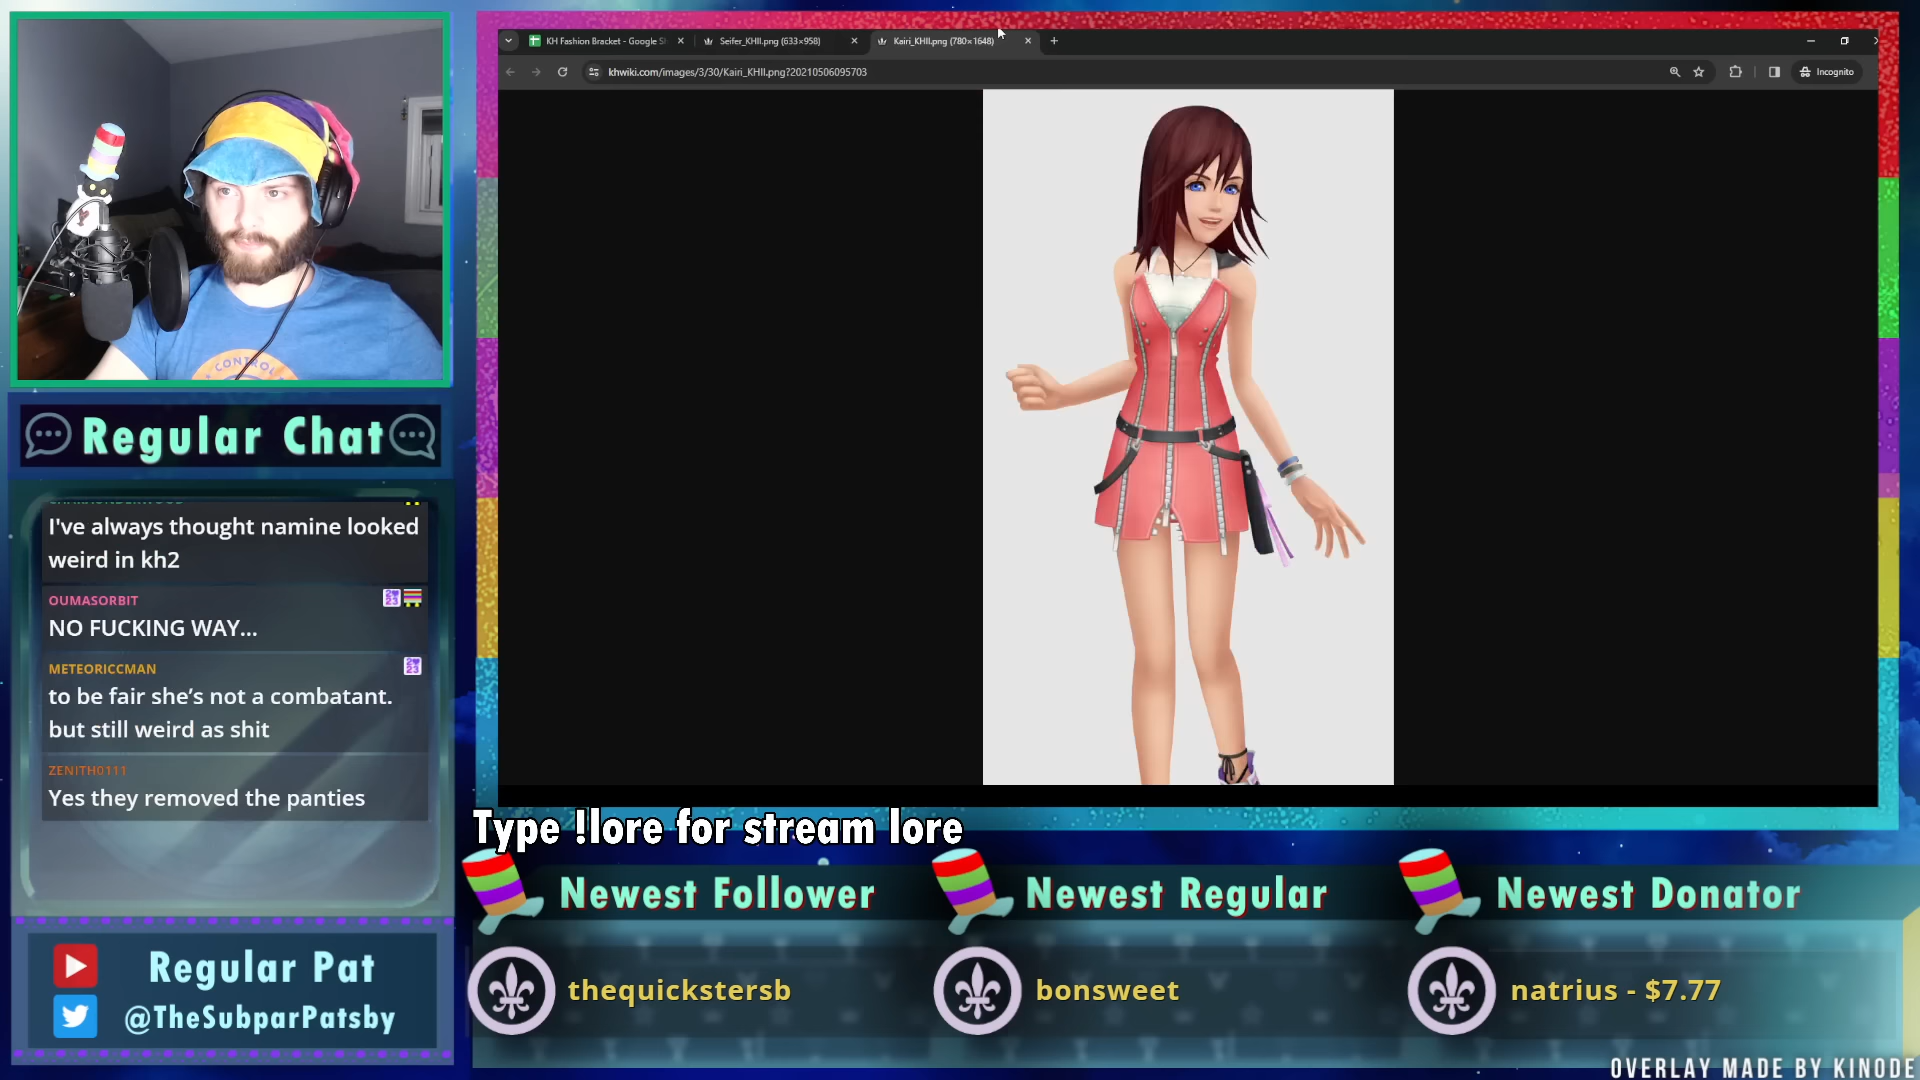 KH Fashion Bracket - Google Sh
Seifer_KHII.png (633×958)
Kairi_KHII.png (780×1648)
khwiki.com/images/3/30/Kairi_KHII.png?20210506095703
Incognito
CONTROL
Regular Chat
I've always thought namine looked
weird in kh2
OUMASORBIT
NO FUCKING WAY...
METEORICCMAN
to be fair she’s not a combatant.
but still weird as shit
ZENITH0111
Yes they removed the panties
Regular Pat
@TheSubparPatsby
Type !lore for stream lore
Newest Follower
thequickstersb
Newest Regular
bonsweet
Newest Donator
natrius - $7.77
OVERLAY MADE BY KINODE